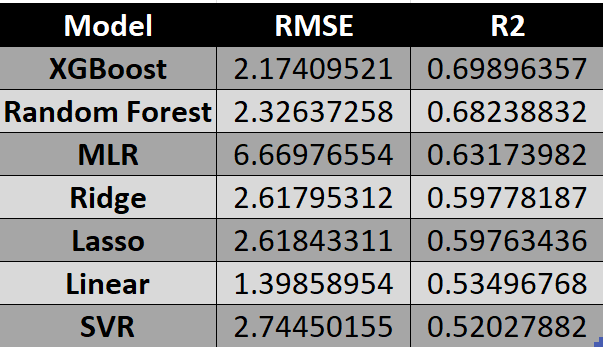 Model RMSE R2
XGBoost 2.17409521 0.69896357
Random Forest 2.32637258 0.68238832
MLR 6.66976554 0.63173982
Ridge 2.61795312 0.59778187
Lasso 2.61843311 0.59763436
Linear 1.39858954 0.53496768
SVR 2.74450155 0.52027882